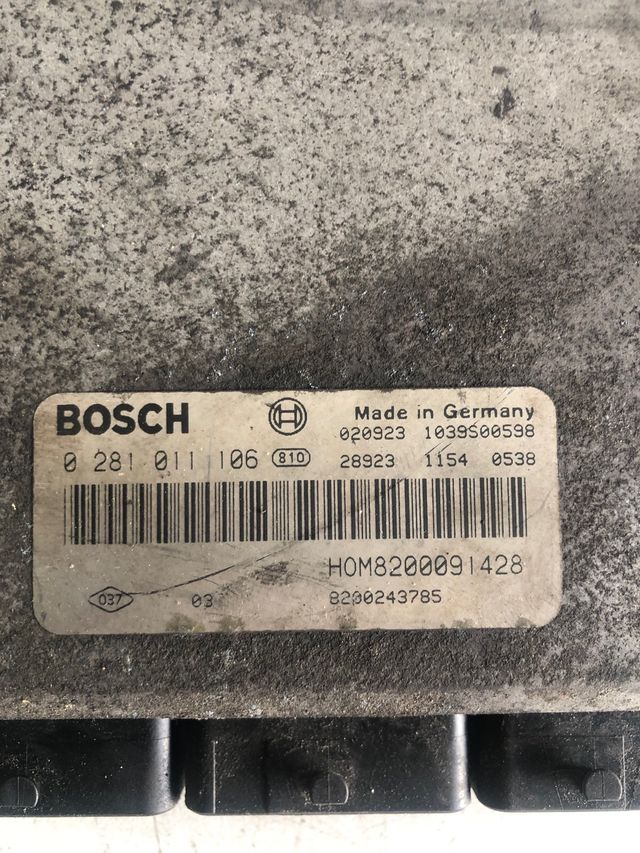 BOSCH
Made in Germany
020923 1039S00598
0 281 011 106 810 28923 1154 0538
HOM8200091428
037 03 8200243785